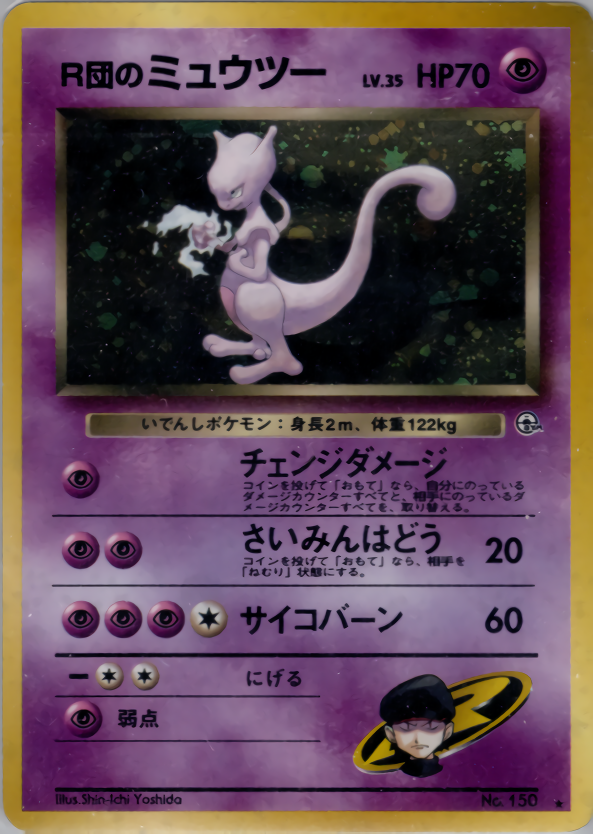 R団のミュウツー LV.35 HP70
いでんしポケモン：身長2m、体重122kg
チェンジダメージ
コインを投げて「おもて」なら、自分にのっている
ダメージカウンターすべてと、相手にのっているダ
メージカウンターすべてを、取り替える。
さいみんはどう 20
コインを投げて「おもて」なら、相手を
「ねむり」状態にする。
サイコバーン 60
にげる
弱点
Illus.Shin-Ichi Yoshida
No. 150